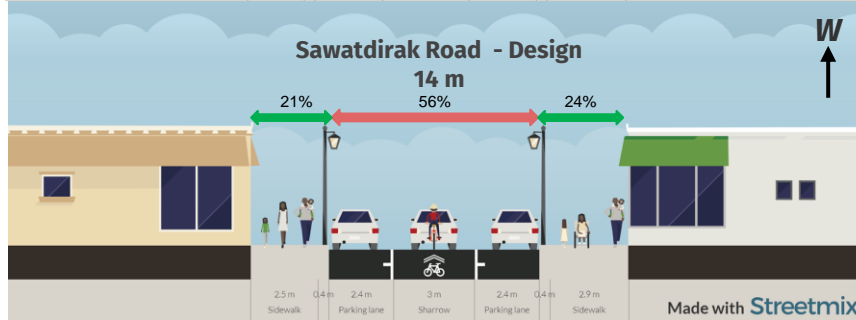 Sawatdirak Road - Design
14 m
W
21% 56% 24%
2.5 m 0.4 m 2.4 m 3 m 2.4 m 0.4 m 2.9 m
Sidewalk Parking lane Sharrow Parking lane Sidewalk
Made with Streetmix